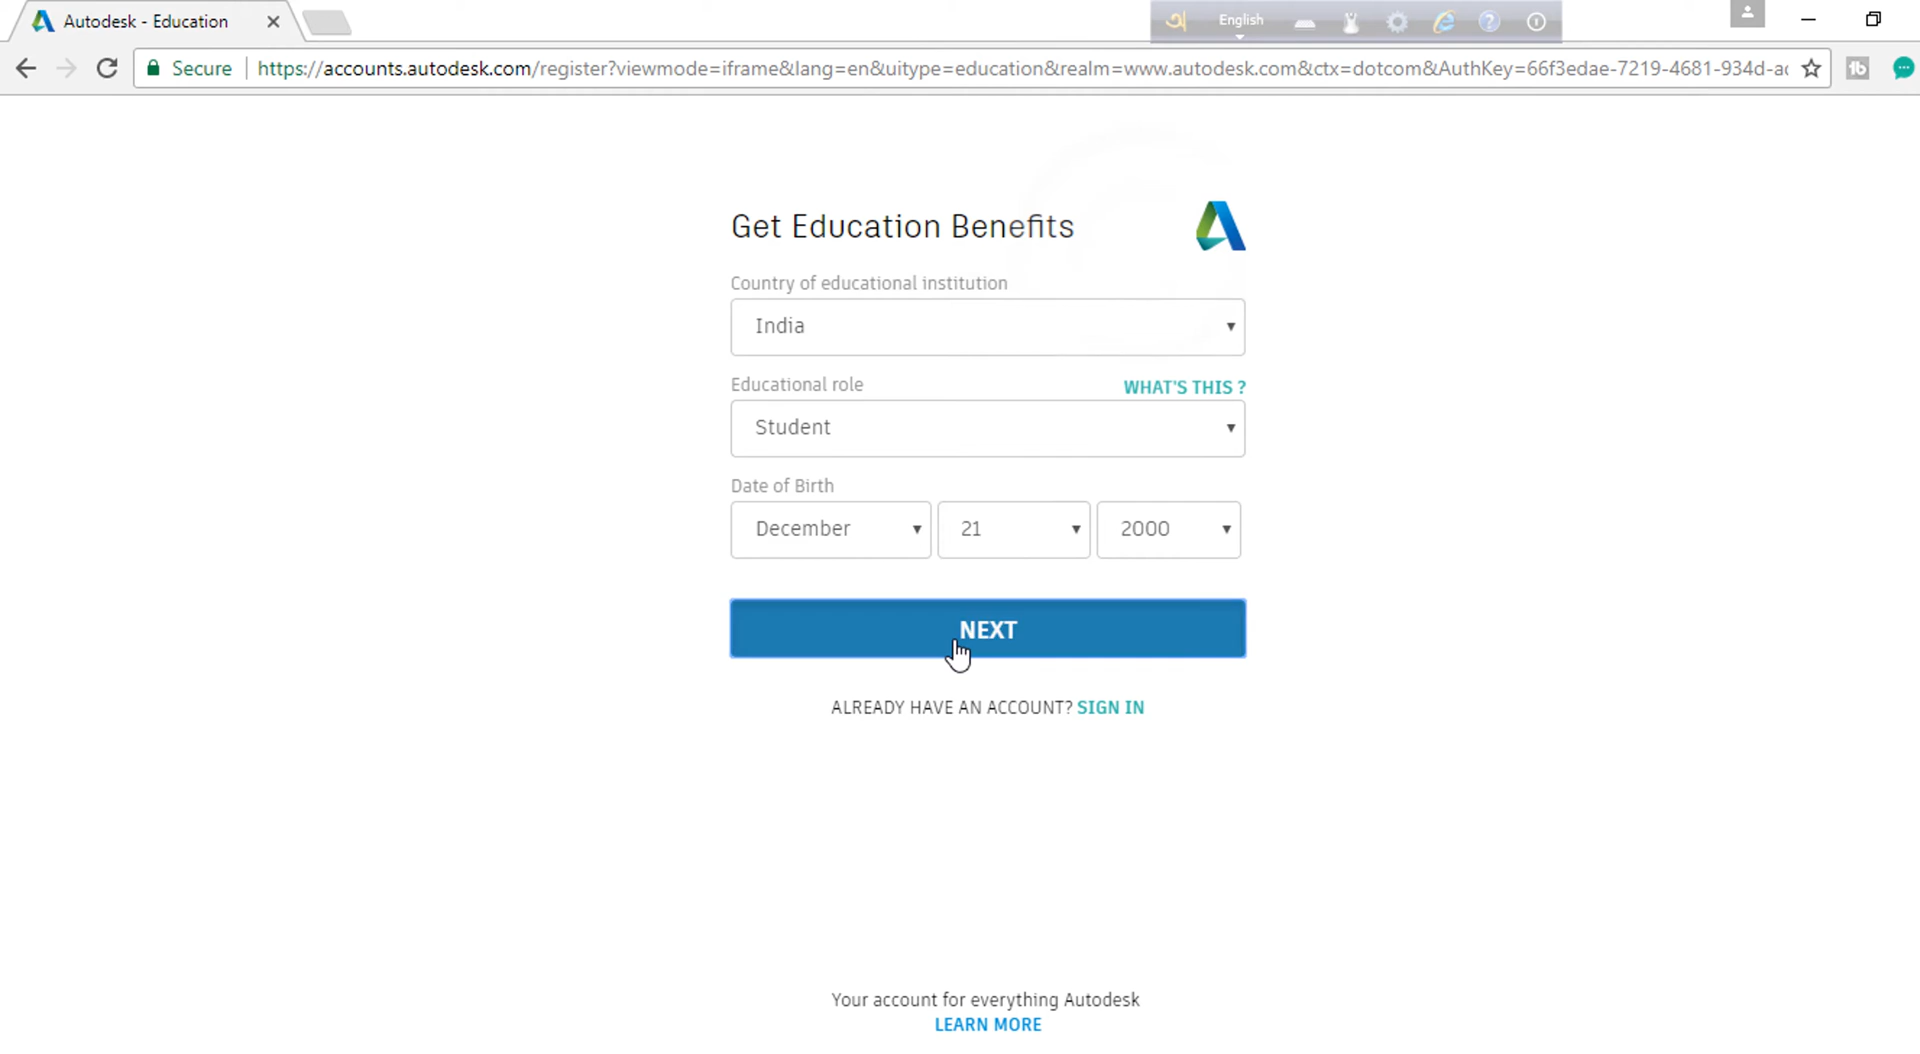 Autodesk - Education
English
Secure
https://accounts.autodesk.com/register?viewmode=iframe&lang=en&uitype=education&realm=www.autodesk.com&ctx=dotcom&AuthKey=66f3edae-7219-4681-934d-ac
Get Education Benefits
Country of educational institution
India
Educational role
WHAT'S THIS ?
Student
Date of Birth
December 21 2000
NEXT
ALREADY HAVE AN ACCOUNT? SIGN IN
Your account for everything Autodesk
LEARN MORE